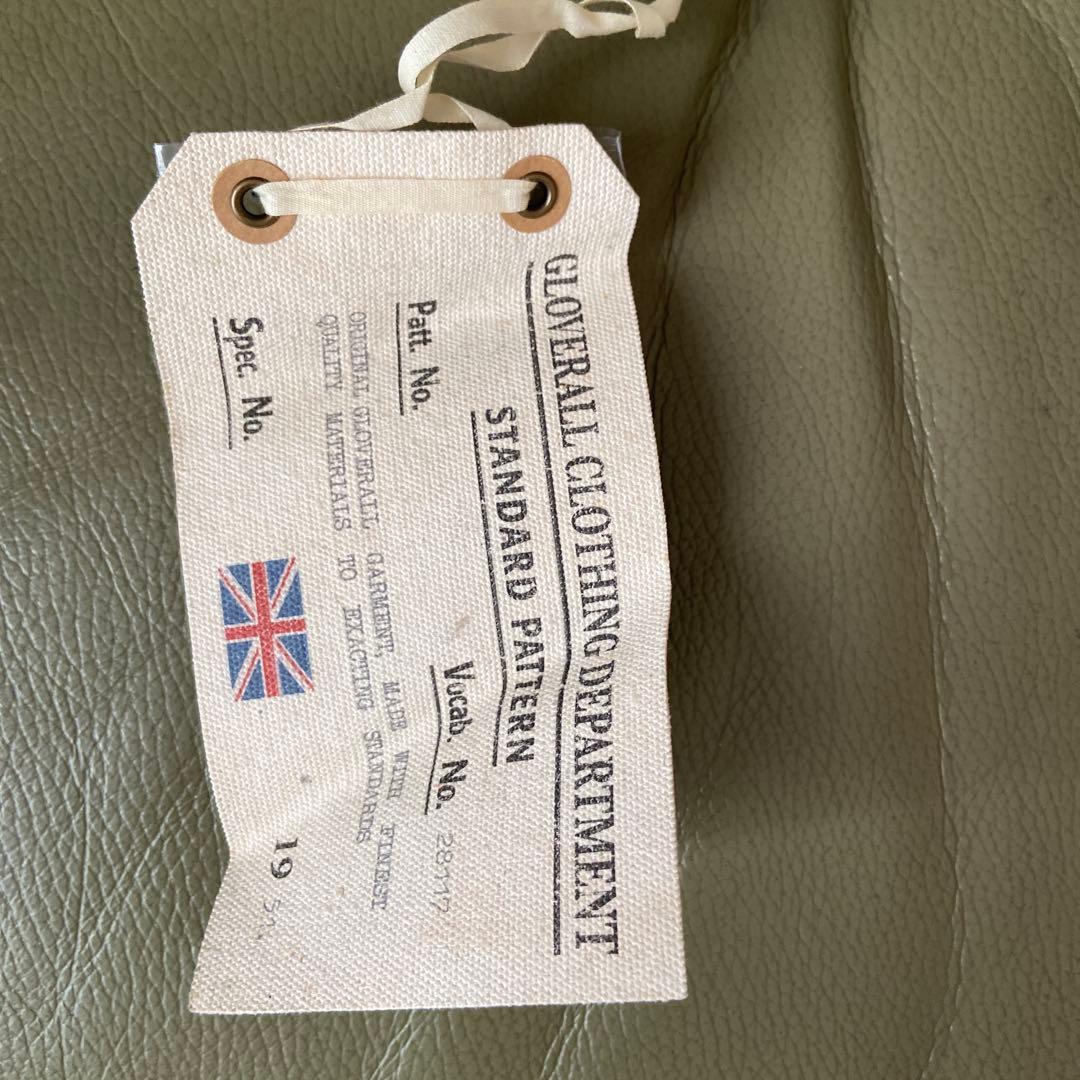 GLOVERALL CLOTHING DEPARTMENT
STANDARD PATTERN
Patt. No. Vocab. No. 28117
ORIGINAL GLOVERALL GARMENT, MADE WITH FINEST
QUALITY MATERIALS TO EXACTING STANDARDS
Spec. No. 19